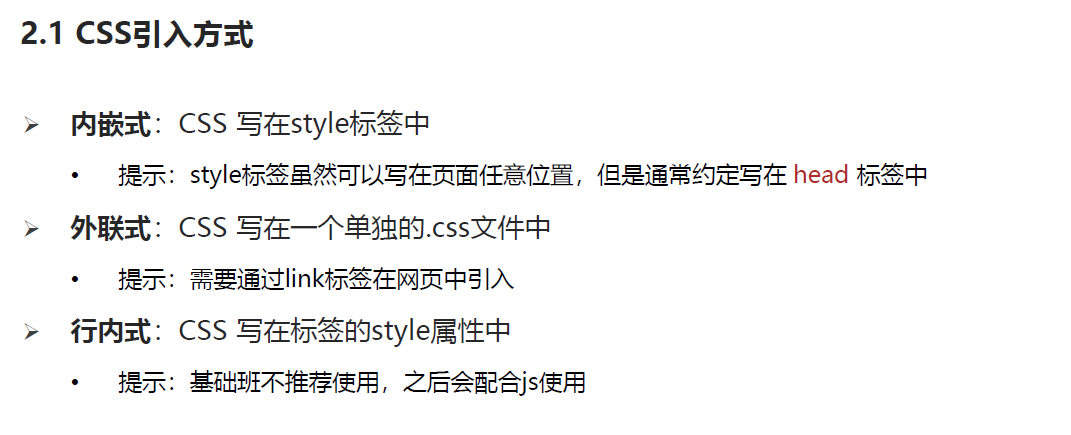 2.1 CSS引入方式
➢ 内嵌式：CSS 写在style标签中
• 提示：style标签虽然可以写在页面任意位置，但是通常约定写在 head 标签中
➢ 外联式：CSS 写在一个单独的.css文件中
• 提示：需要通过link标签在网页中引入
➢ 行内式：CSS 写在标签的style属性中
• 提示：基础班不推荐使用，之后会配合js使用